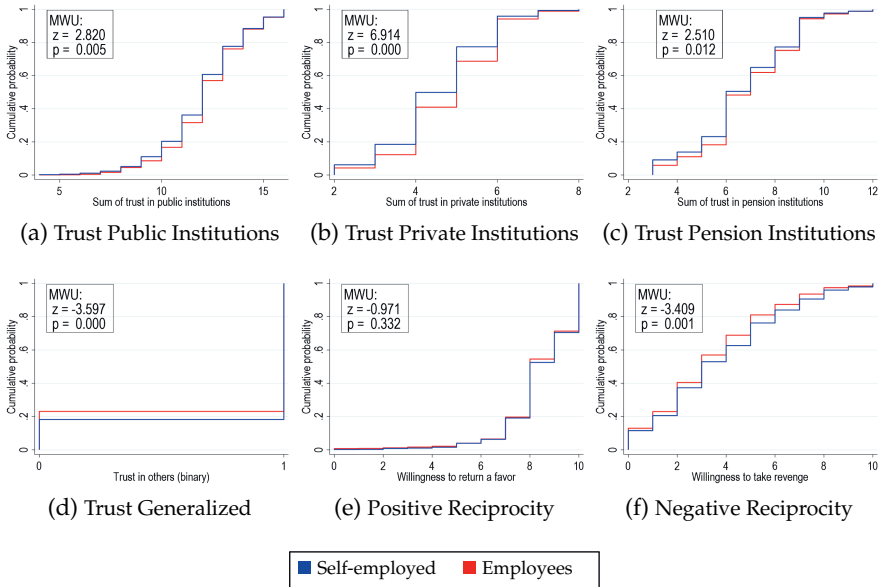 MWU:
z = 2.820
p = 0.005
Cumulative probability
0 .2 .4 .6 .8 1
5 10 15
Sum of trust in public institutions
(a) Trust Public Institutions
MWU:
z = 6.914
p = 0.000
Cumulative probability
0 .2 .4 .6 .8 1
2 4 6 8
Sum of trust in private institutions
(b) Trust Private Institutions
MWU:
z = 2.510
p = 0.012
Cumulative probability
0 .2 .4 .6 .8 1
2 4 6 8 10 12
Sum of trust in pension institutions
(c) Trust Pension Institutions
MWU:
z = -3.597
p = 0.000
Cumulative probability
0 .2 .4 .6 .8 1
0 1
Trust in others (binary)
(d) Trust Generalized
MWU:
z = -0.971
p = 0.332
Cumulative probability
0 .2 .4 .6 .8 1
0 2 4 6 8 10
Willingness to return a favor
(e) Positive Reciprocity
MWU:
z = -3.409
p = 0.001
Cumulative probability
0 .2 .4 .6 .8 1
0 2 4 6 8 10
Willingness to take revenge
(f) Negative Reciprocity
Self-employed Employees